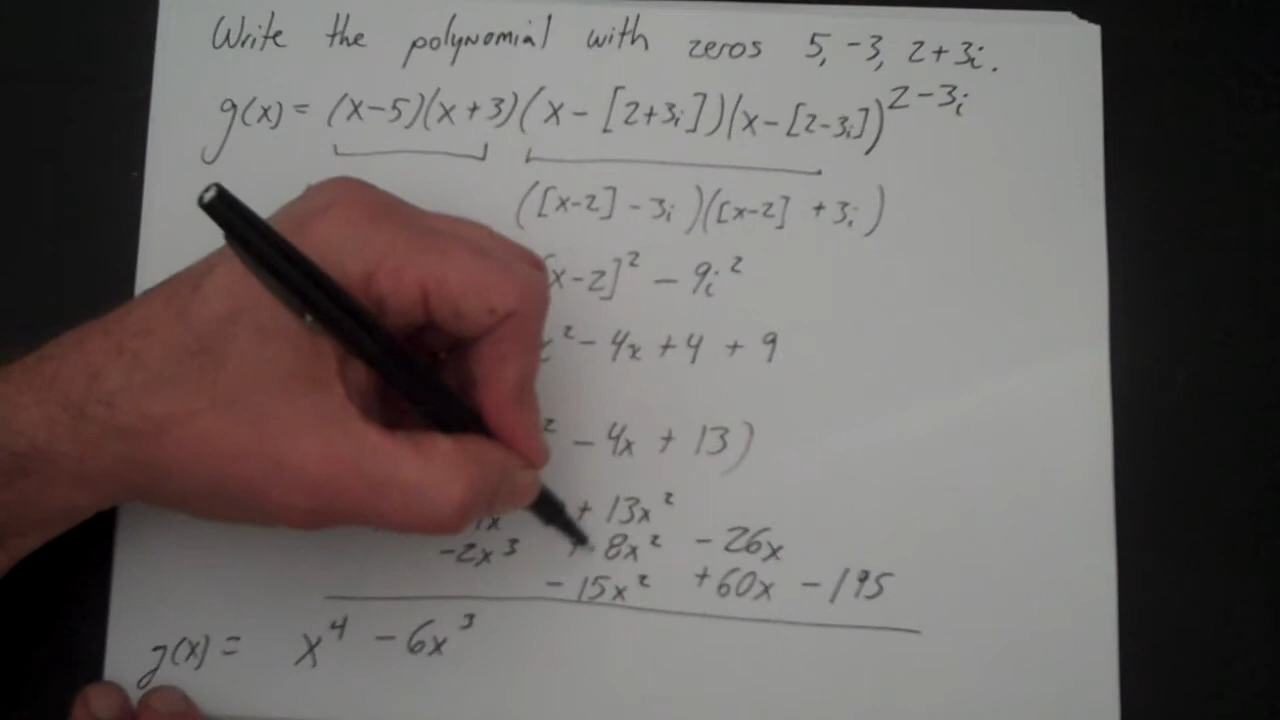 Write the polynomial with zeros 5, -3, 2+3i.
g(x) = (x-5)(x+3)(x-[2+3i])(x-[2-3i]) 2-3i
([x-2] - 3i)([x-2] + 3i)
x-2]² - 9i²
² - 4x + 4 + 9
² - 4x + 13)
+ 13x²
-2x³ + 8x² - 26x
- 15x² + 60x - 195
g(x) = x⁴ - 6x³